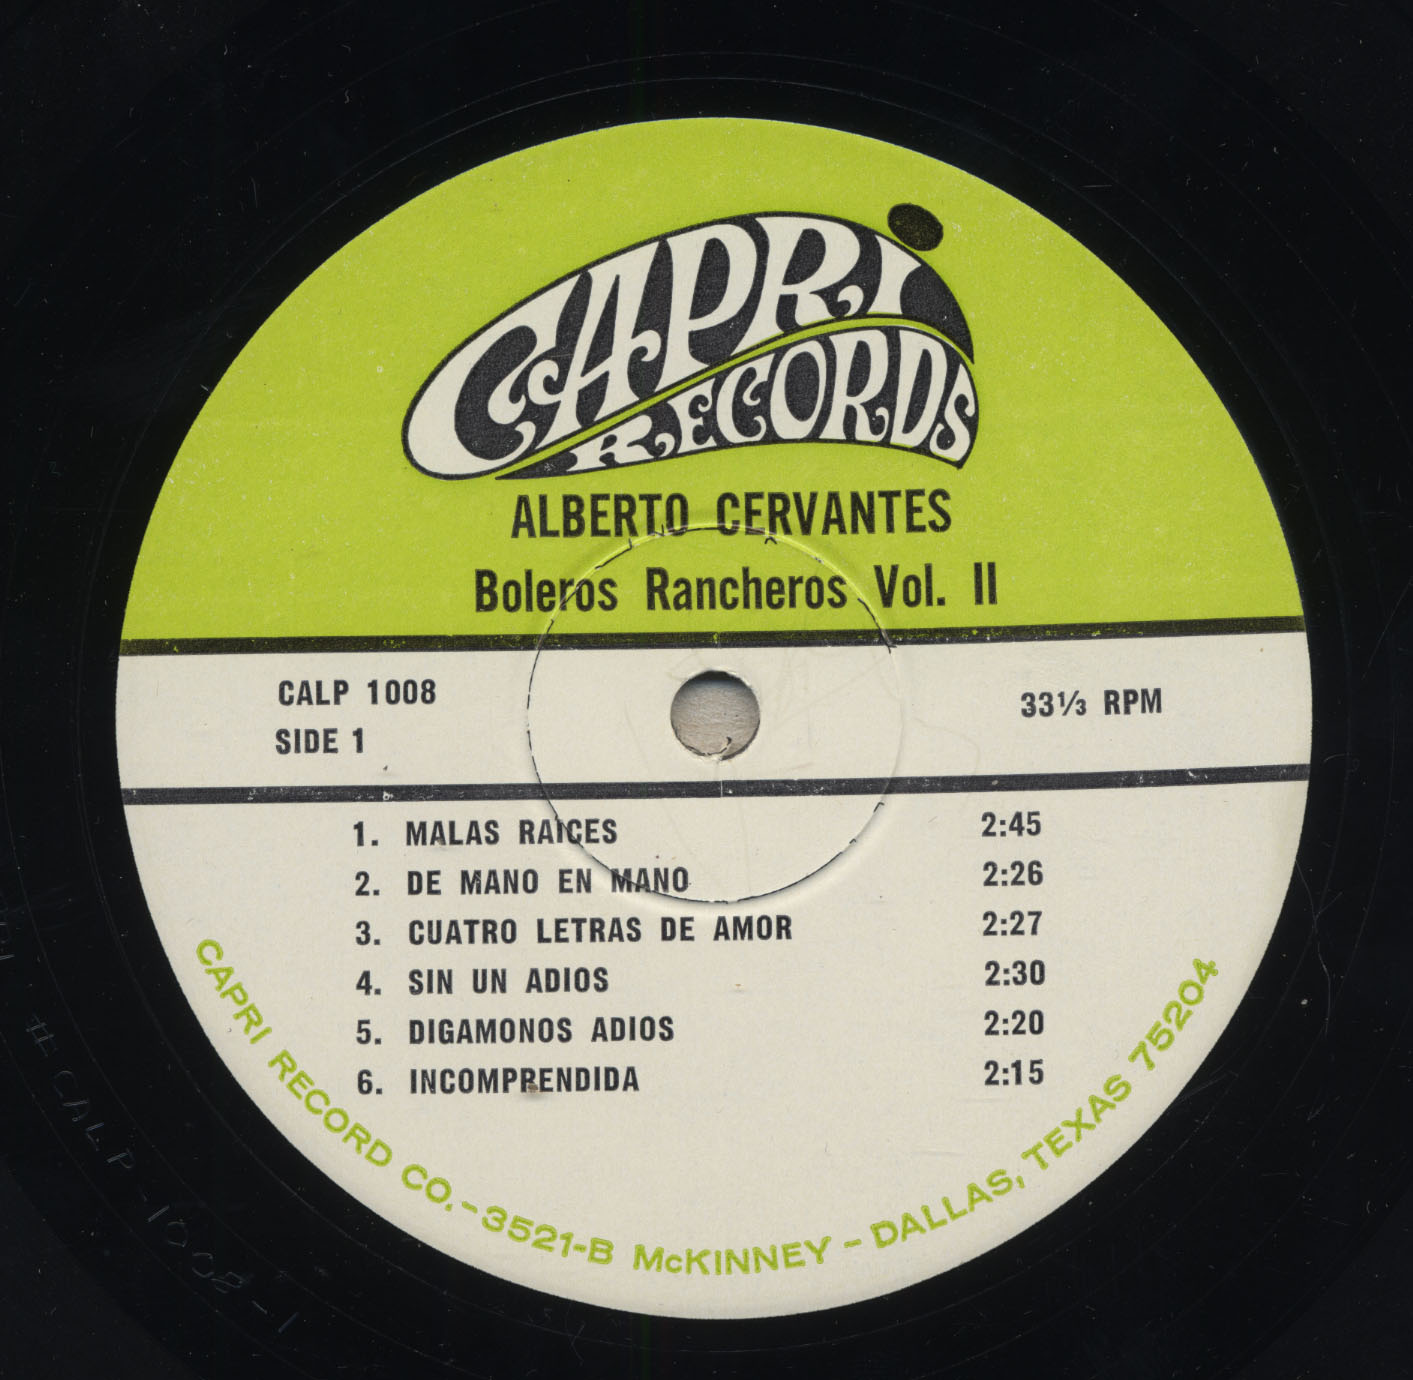 CAPRI
RECORDS
ALBERTO CERVANTES
Boleros Rancheros Vol. II
CALP 1008
SIDE 1
33⅓ RPM
1. MALAS RAICES 2:45
2. DE MANO EN MANO 2:26
3. CUATRO LETRAS DE AMOR 2:27
4. SIN UN ADIOS 2:30
5. DIGAMONOS ADIOS 2:20
6. INCOMPRENDIDA 2:15
CAPRI RECORD CO.-3521-B McKINNEY - DALLAS, TEXAS 75204
# CALP-1008-1